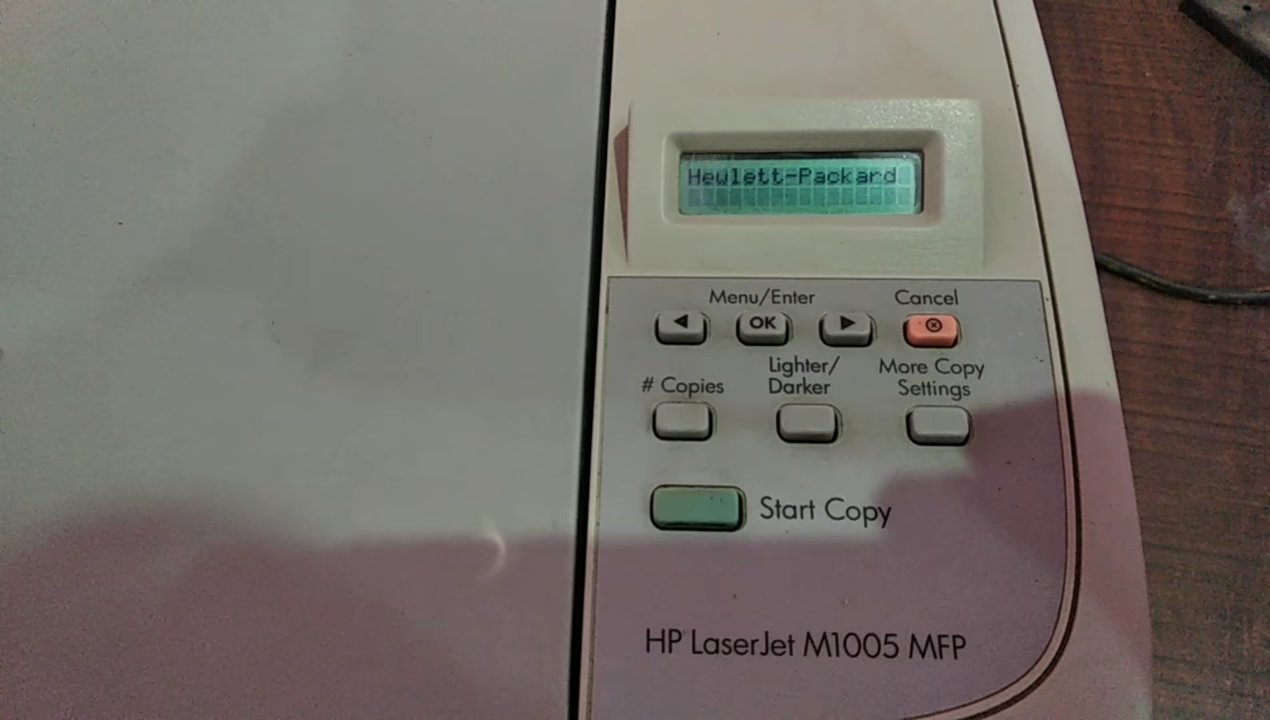 Hewlett-Packard
Menu/Enter
Cancel
OK
# Copies
Lighter/
Darker
More Copy
Settings
Start Copy
HP LaserJet M1005 MFP